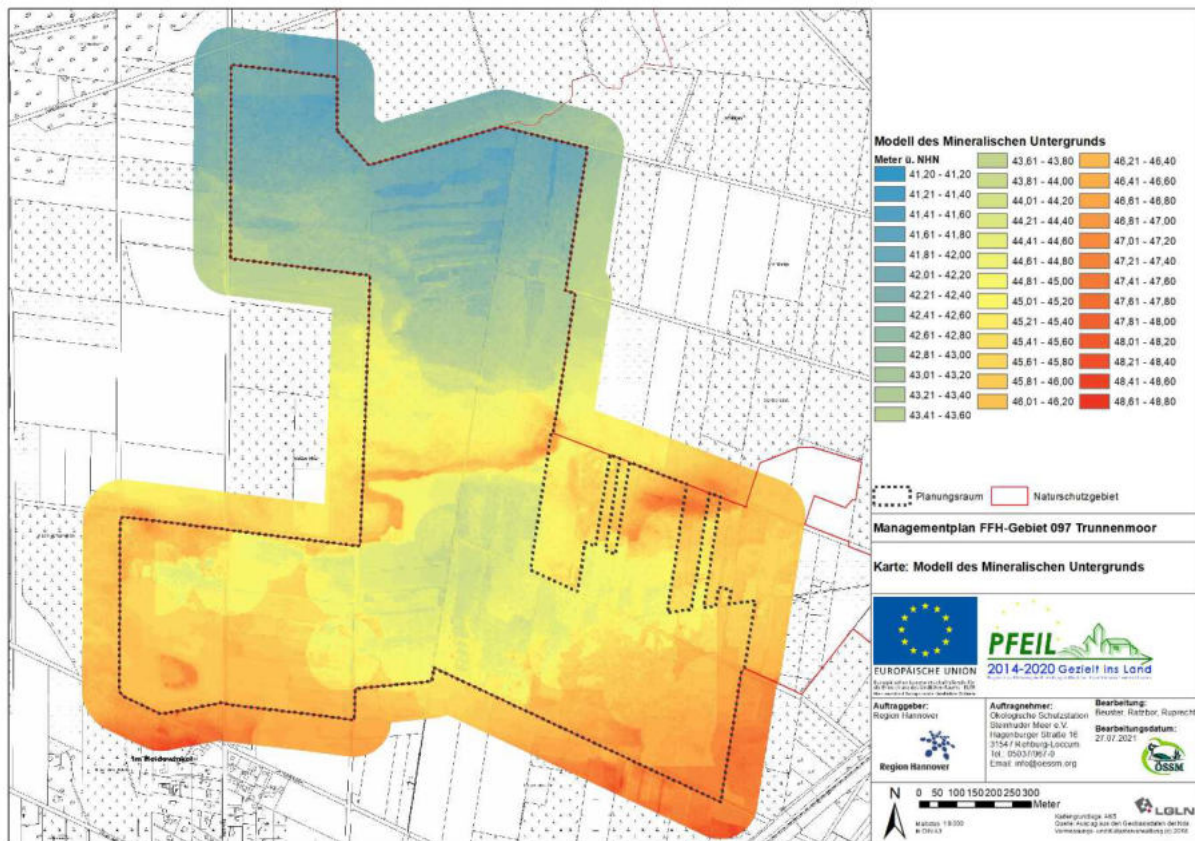 Modell des Mineralischen Untergrunds
Meter ü. NHN
41,20 - 41,20
41,21 - 41,40
41,41 - 41,60
41,61 - 41,80
41,81 - 42,00
42,01 - 42,20
42,21 - 42,40
42,41 - 42,60
42,61 - 42,80
42,81 - 43,00
43,01 - 43,20
43,21 - 43,40
43,41 - 43,60
43,61 - 43,80
43,81 - 44,00
44,01 - 44,20
44,21 - 44,40
44,41 - 44,60
44,61 - 44,80
44,81 - 45,00
45,01 - 45,20
45,21 - 45,40
45,41 - 45,60
45,61 - 45,80
45,81 - 46,00
46,01 - 46,20
46,21 - 46,40
46,41 - 46,60
46,61 - 46,80
46,81 - 47,00
47,01 - 47,20
47,21 - 47,40
47,41 - 47,60
47,61 - 47,80
47,81 - 48,00
48,01 - 48,20
48,21 - 48,40
48,41 - 48,60
48,61 - 48,80
Planungsraum
Naturschutzgebiet
Managementplan FFH-Gebiet 097 Trunnenmoor
Karte: Modell des Mineralischen Untergrunds
EUROPÄISCHE UNION
PFEIL
2014-2020 Gezielt ins Land
Auftraggeber:
Region Hannover
Region Hannover
Auftragnehmer:
Ökologische Schutzstation
Steinhuder Meer e.V.
Hagenburger Straße 16
31547 Rehburg-Loccum
Tel.: 05037/967-0
Email: info@oessm.org
Bearbeitung:
Beuster, Ratzbor, Ruprecht
Bearbeitungsdatum:
27.07.2021
ÖSSM
N
0 50 100 150 200 250 300
Meter
LGLN
Im Heidewinkel